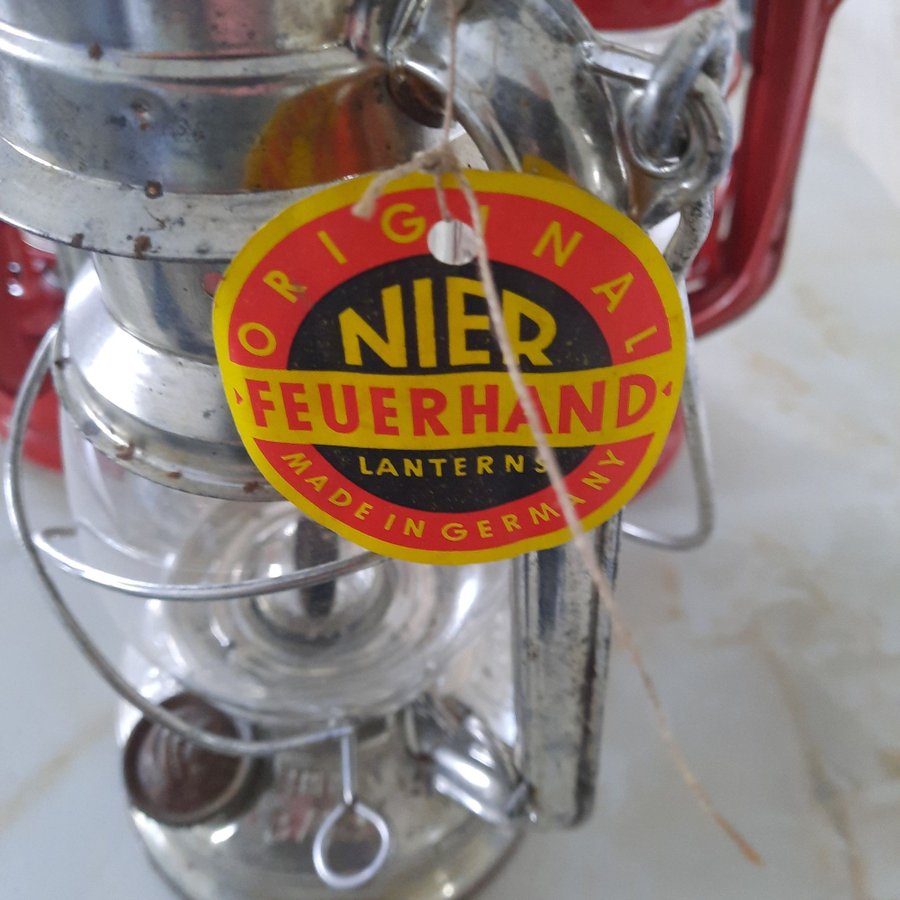 ORIGINAL
NIER
FEUERHAND
LANTERNS
MADE IN GERMANY